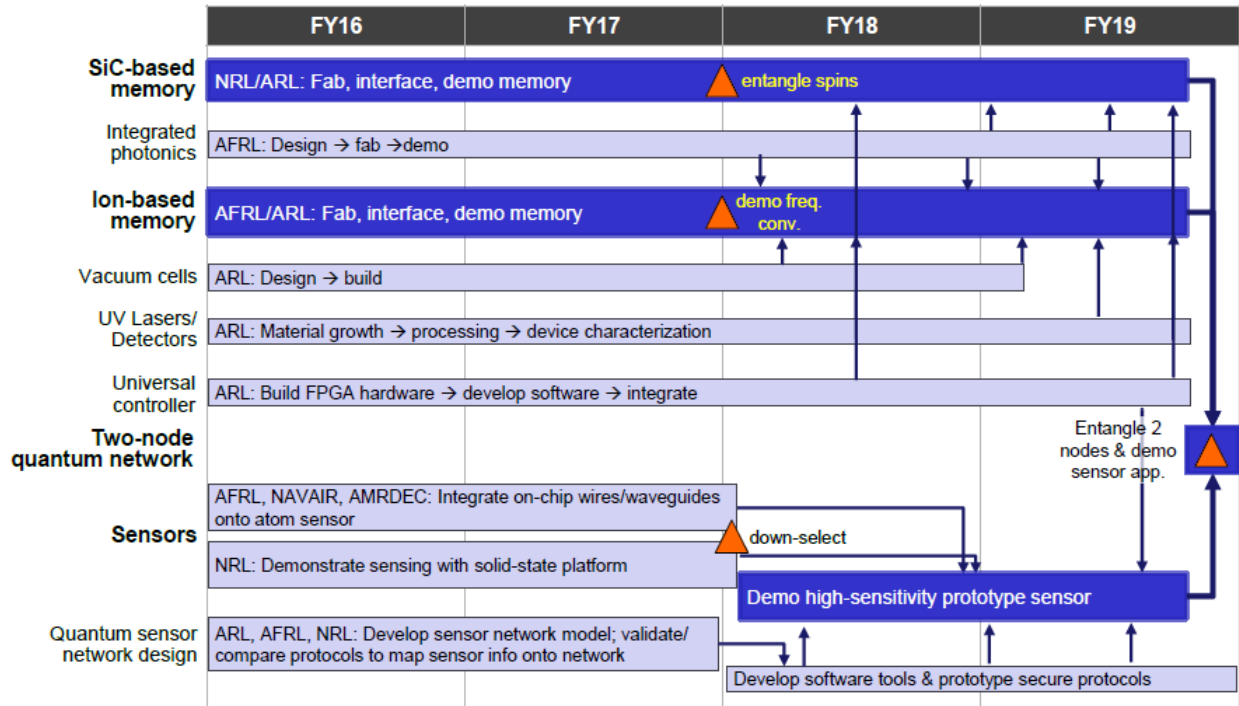 FY16 FY17 FY18 FY19
SiC-based
memory
NRL/ARL: Fab, interface, demo memory
entangle spins
Integrated
photonics
AFRL: Design → fab →demo
Ion-based
memory
AFRL/ARL: Fab, interface, demo memory
demo freq.
conv.
Vacuum cells
ARL: Design → build
UV Lasers/
Detectors
ARL: Material growth → processing → device characterization
Universal
controller
ARL: Build FPGA hardware → develop software → integrate
Two-node
quantum network
Entangle 2
nodes & demo
sensor app.
Sensors
AFRL, NAVAIR, AMRDEC: Integrate on-chip wires/waveguides
onto atom sensor
down-select
NRL: Demonstrate sensing with solid-state platform
Demo high-sensitivity prototype sensor
Quantum sensor
network design
ARL, AFRL, NRL: Develop sensor network model; validate/
compare protocols to map sensor info onto network
Develop software tools & prototype secure protocols